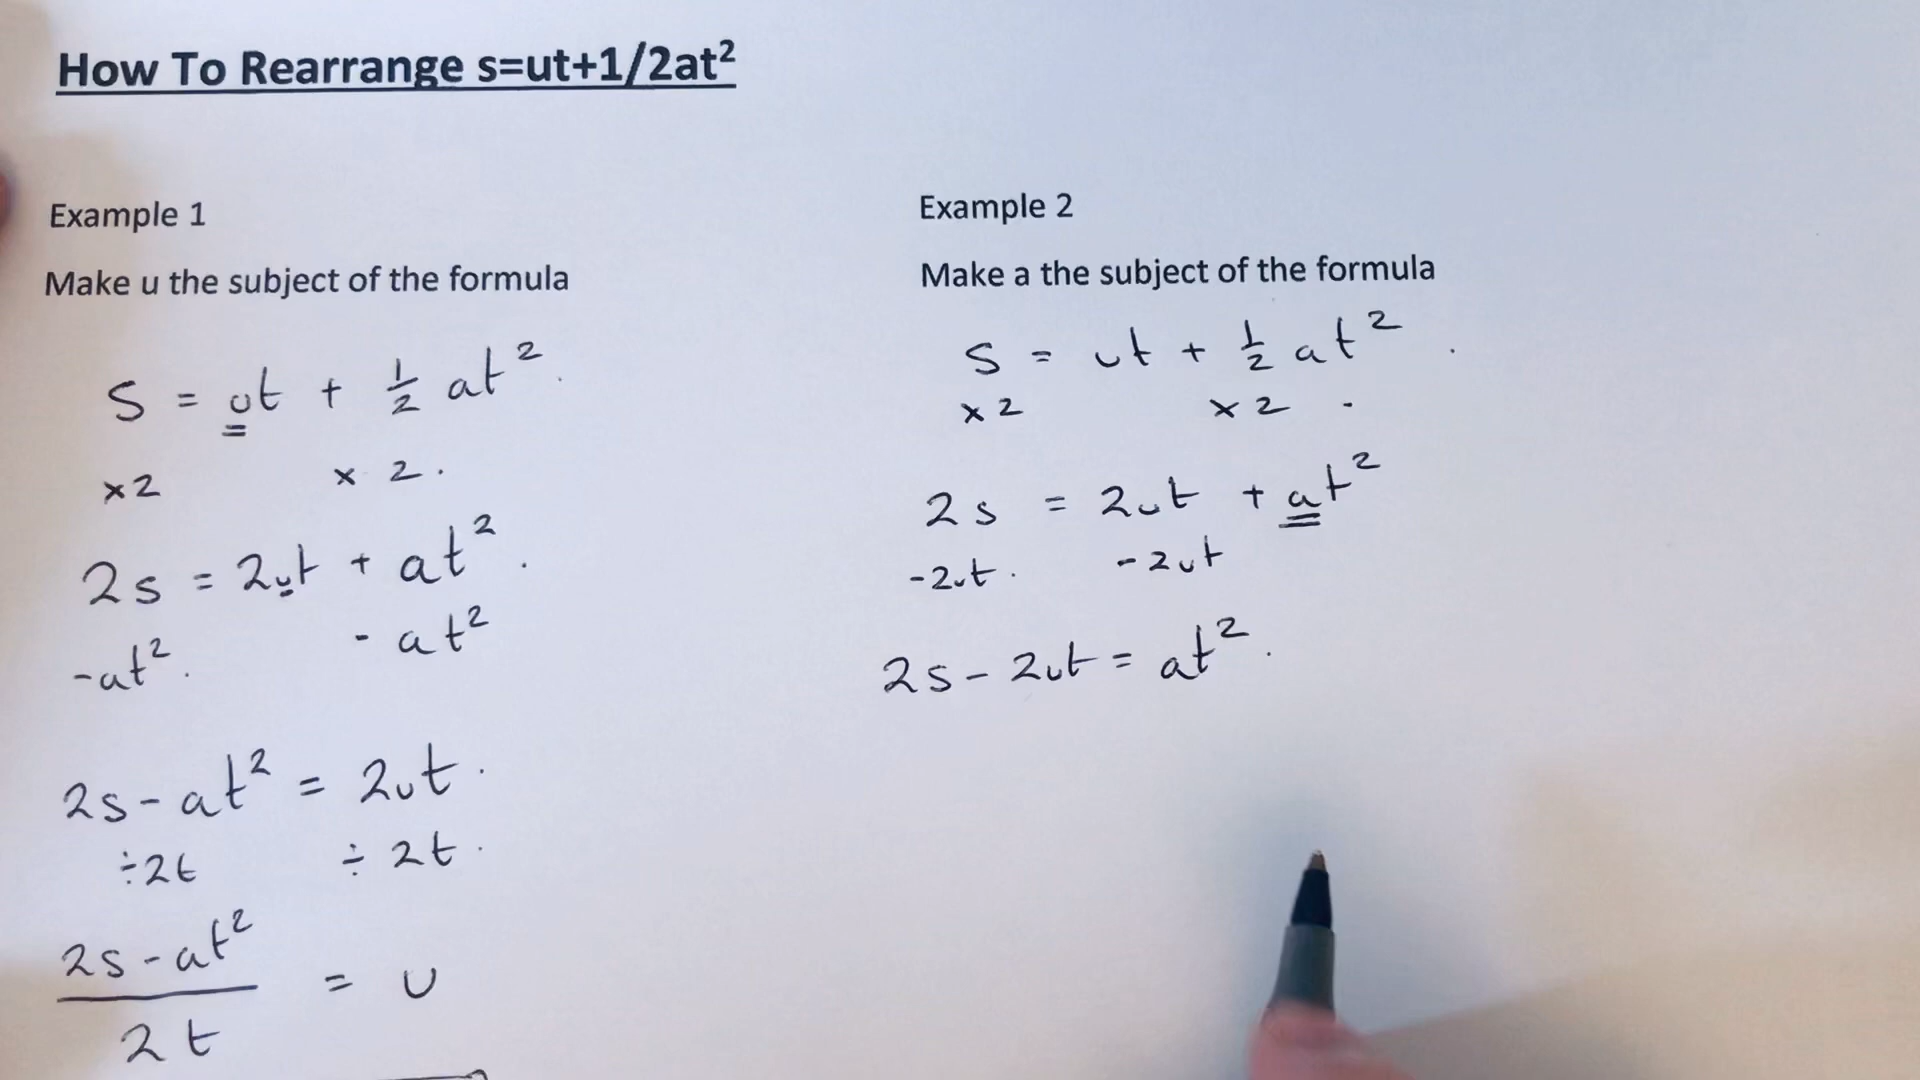 How To Rearrange s=ut+1/2at²
Example 1
Make u the subject of the formula
s = ut + 1/2 at²
×2 × 2.
2s = 2ut + at².
-at². - at²
2s - at² = 2ut.
÷2t ÷ 2t.
2s - at² / 2t = u
Example 2
Make a the subject of the formula
s = ut + 1/2 at².
×2 ×2
2s = 2ut + at²
-2ut. -2ut
2s - 2ut = at².